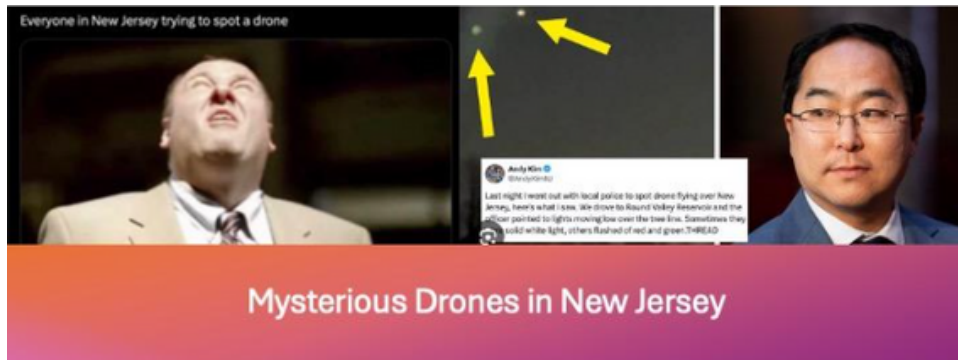 Everyone in New Jersey trying to spot a drone
Andy Kim
@AndyKimNJ
Last night I went out with local police to spot drone flying over New
Jersey, here's what I saw. We drove to Round Valley Reservoir and the
officer pointed to lights moving low over the tree line. Sometimes they
solid white light, others flashed of red and green.THREAD
Mysterious Drones in New Jersey